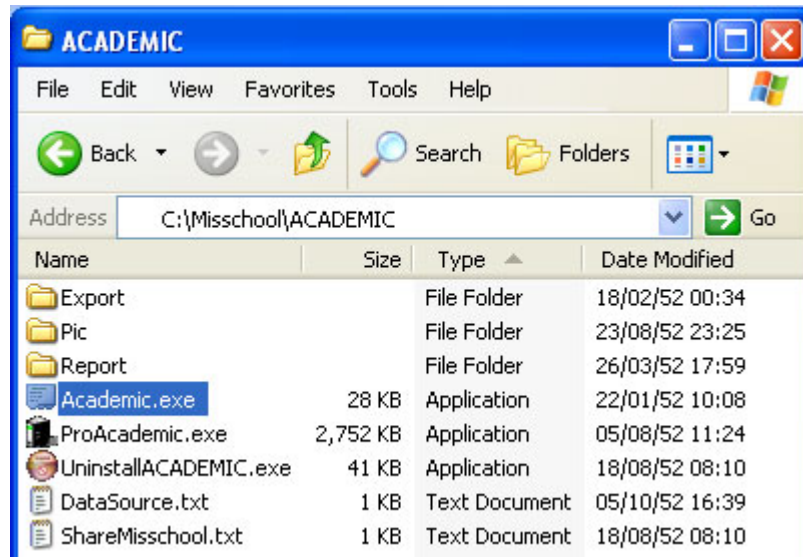 ACADEMIC
File Edit View Favorites Tools Help
Back Search Folders
Address C:\Misschool\ACADEMIC Go
Name Size Type Date Modified
Export File Folder 18/02/52 00:34
Pic File Folder 23/08/52 23:25
Report File Folder 26/03/52 17:59
Academic.exe 28 KB Application 22/01/52 10:08
ProAcademic.exe 2,752 KB Application 05/08/52 11:24
UninstallACADEMIC.exe 41 KB Application 18/08/52 08:10
DataSource.txt 1 KB Text Document 05/10/52 16:39
ShareMisschool.txt 1 KB Text Document 18/08/52 08:10